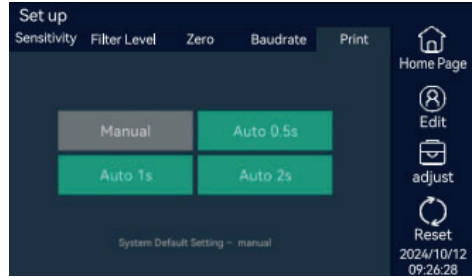 Set up
Sensitivity Filter Level Zero Baudrate Print
Home Page
Edit
Manual Auto 0.5s
Auto 1s Auto 2s
adjust
System Default Setting - manual
Reset
2024/10/12
09:26:28